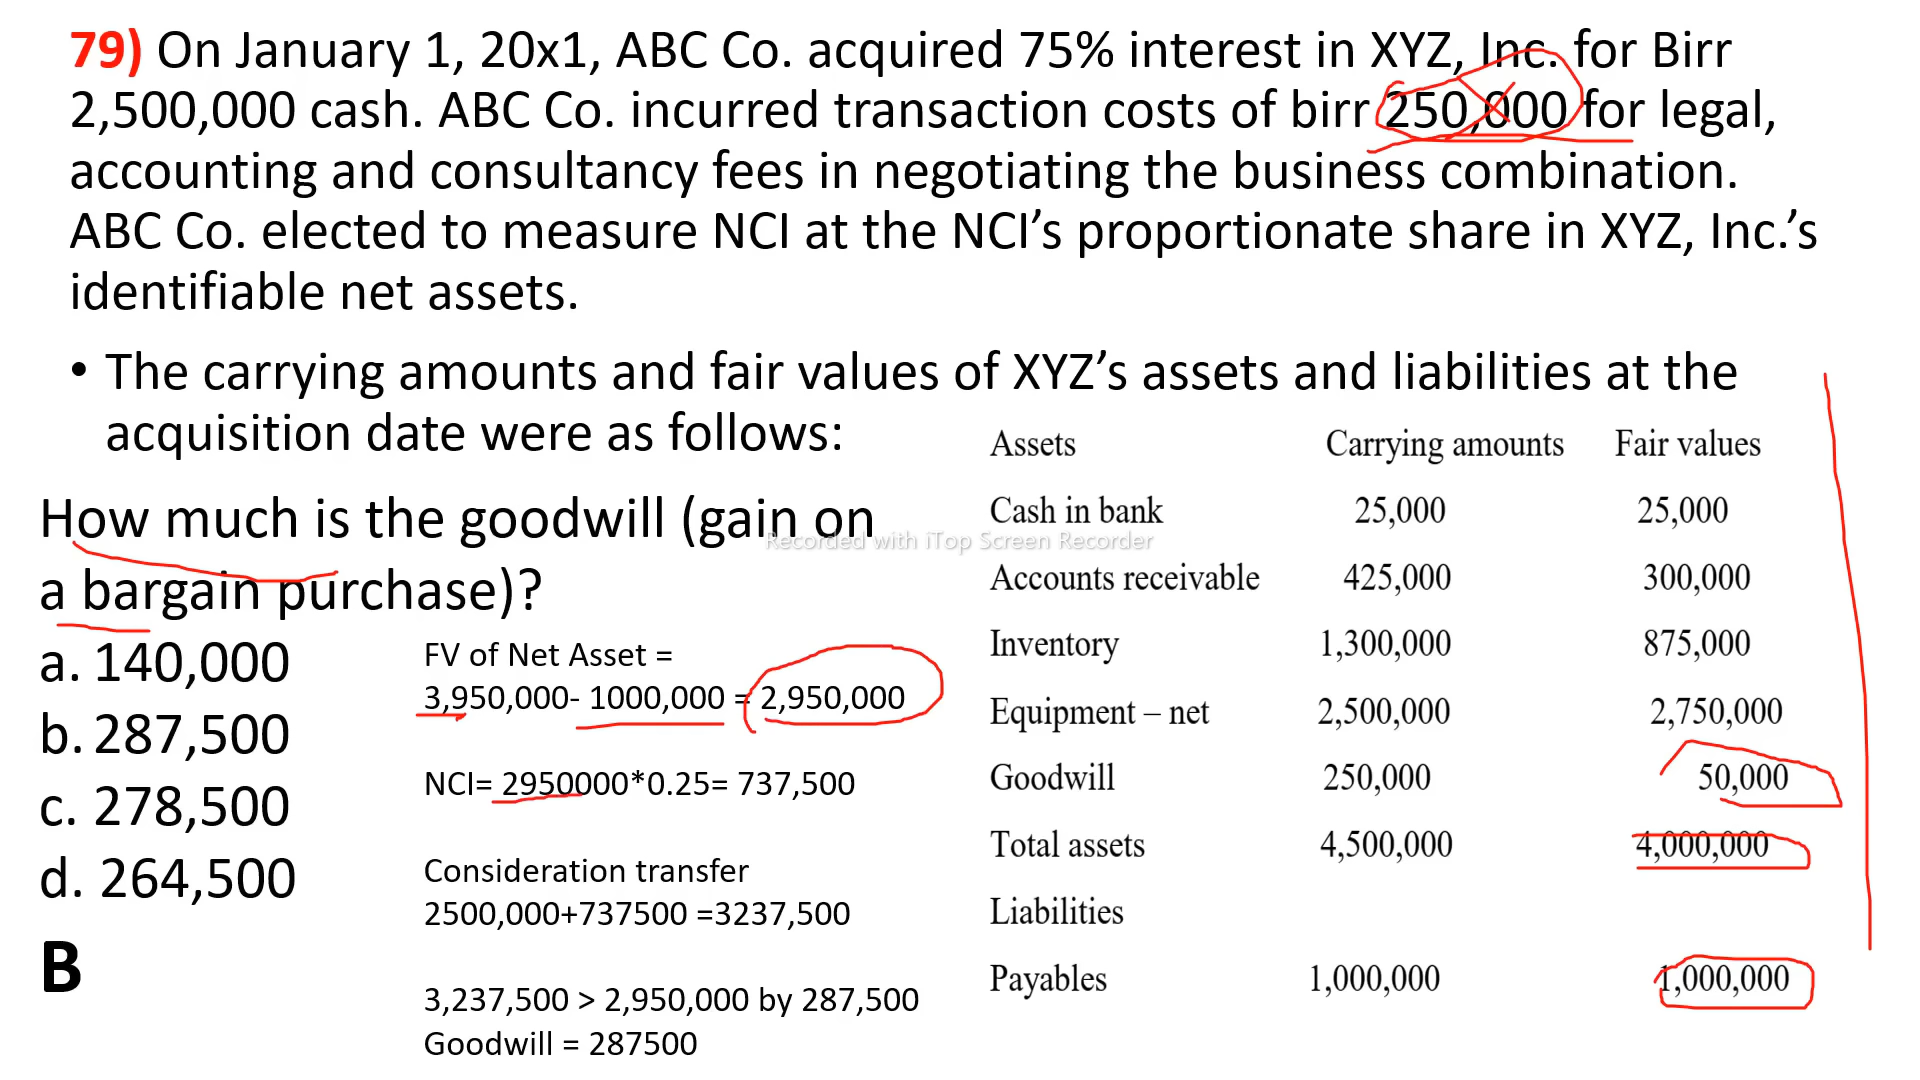 79) On January 1, 20x1, ABC Co. acquired 75% interest in XYZ, Inc. for Birr
2,500,000 cash. ABC Co. incurred transaction costs of birr 250,000 for legal,
accounting and consultancy fees in negotiating the business combination.
ABC Co. elected to measure NCI at the NCI’s proportionate share in XYZ, Inc.’s
identifiable net assets.
• The carrying amounts and fair values of XYZ’s assets and liabilities at the
acquisition date were as follows:
How much is the goodwill (gain on
a bargain purchase)?
a. 140,000
b. 287,500
c. 278,500
d. 264,500
B
FV of Net Asset =
3,950,000- 1000,000 = 2,950,000
NCI= 2950000*0.25= 737,500
Consideration transfer
2500,000+737500 =3237,500
3,237,500 > 2,950,000 by 287,500
Goodwill = 287500
Assets Carrying amounts Fair values
Cash in bank 25,000 25,000
Accounts receivable 425,000 300,000
Inventory 1,300,000 875,000
Equipment – net 2,500,000 2,750,000
Goodwill 250,000 50,000
Total assets 4,500,000 4,000,000
Liabilities
Payables 1,000,000 1,000,000
Recorded with iTop Screen Recorder